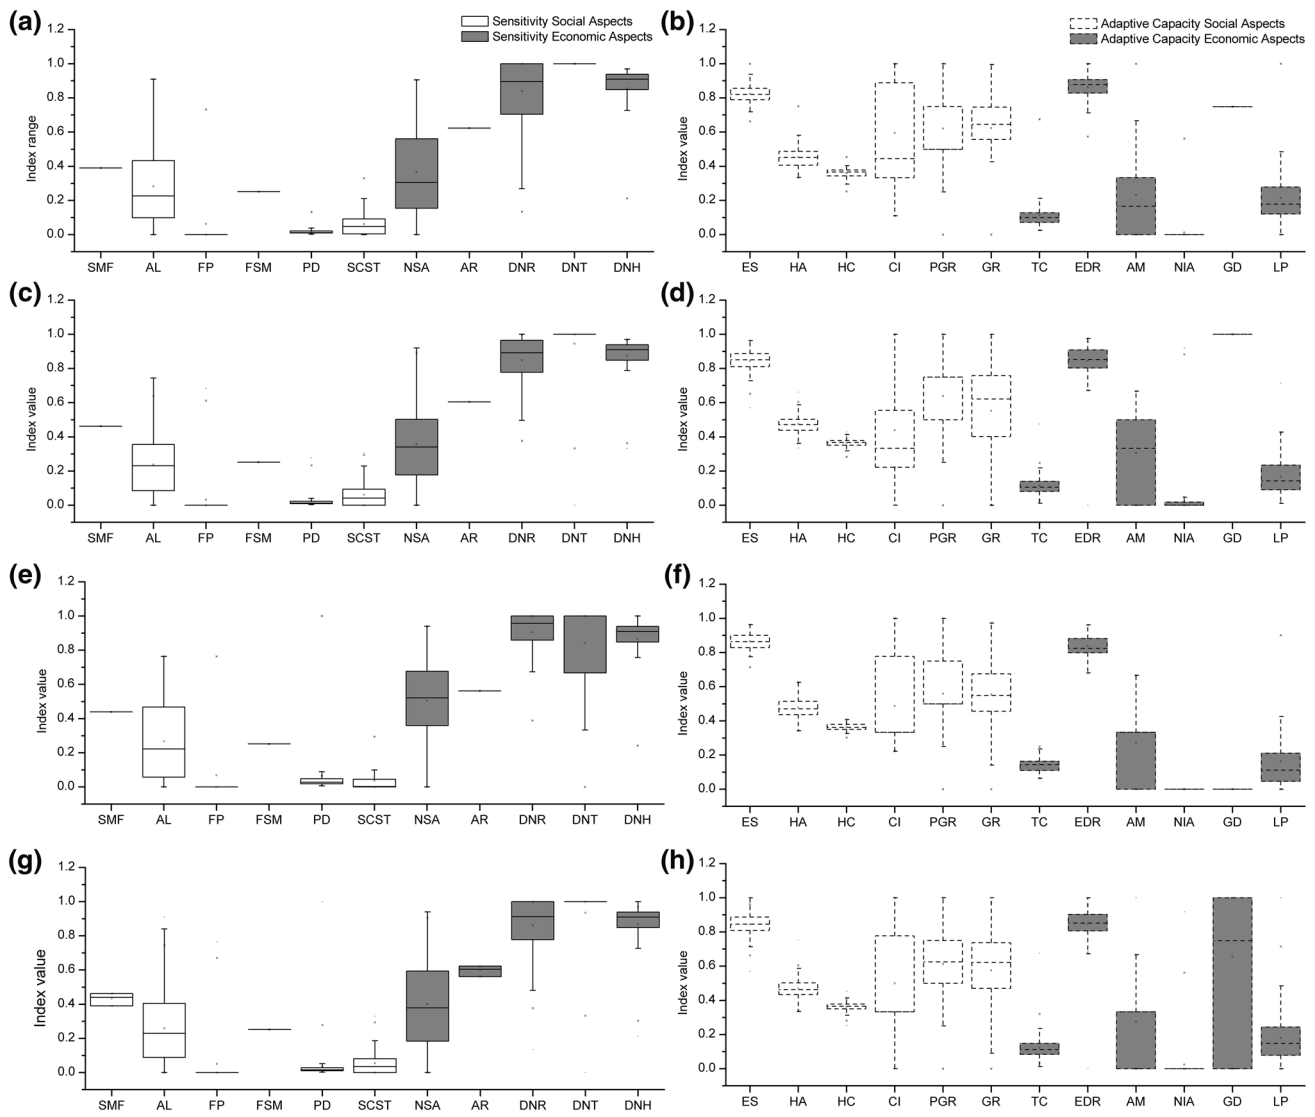 (a)
Sensitivity Social Aspects
Sensitivity Economic Aspects
Index range
1.2
1.0
0.8
0.6
0.4
0.2
0.0
SMF AL FP FSM PD SCST NSA AR DNR DNT DNH
(b)
Adaptive Capacity Social Aspects
Adaptive Capacity Economic Aspects
Index value
1.2
1.0
0.8
0.6
0.4
0.2
0.0
ES HA HC CI PGR GR TC EDR AM NIA GD LP
(c)
Index value
1.2
1.0
0.8
0.6
0.4
0.2
0.0
SMF AL FP FSM PD SCST NSA AR DNR DNT DNH
(d)
Index value
1.2
1.0
0.8
0.6
0.4
0.2
0.0
ES HA HC CI PGR GR TC EDR AM NIA GD LP
(e)
Index value
1.2
1.0
0.8
0.6
0.4
0.2
0.0
SMF AL FP FSM PD SCST NSA AR DNR DNT DNH
(f)
Index value
1.2
1.0
0.8
0.6
0.4
0.2
0.0
ES HA HC CI PGR GR TC EDR AM NIA GD LP
(g)
Index value
1.2
1.0
0.8
0.6
0.4
0.2
0.0
SMF AL FP FSM PD SCST NSA AR DNR DNT DNH
(h)
Index value
1.2
1.0
0.8
0.6
0.4
0.2
0.0
ES HA HC CI PGR GR TC EDR AM NIA GD LP